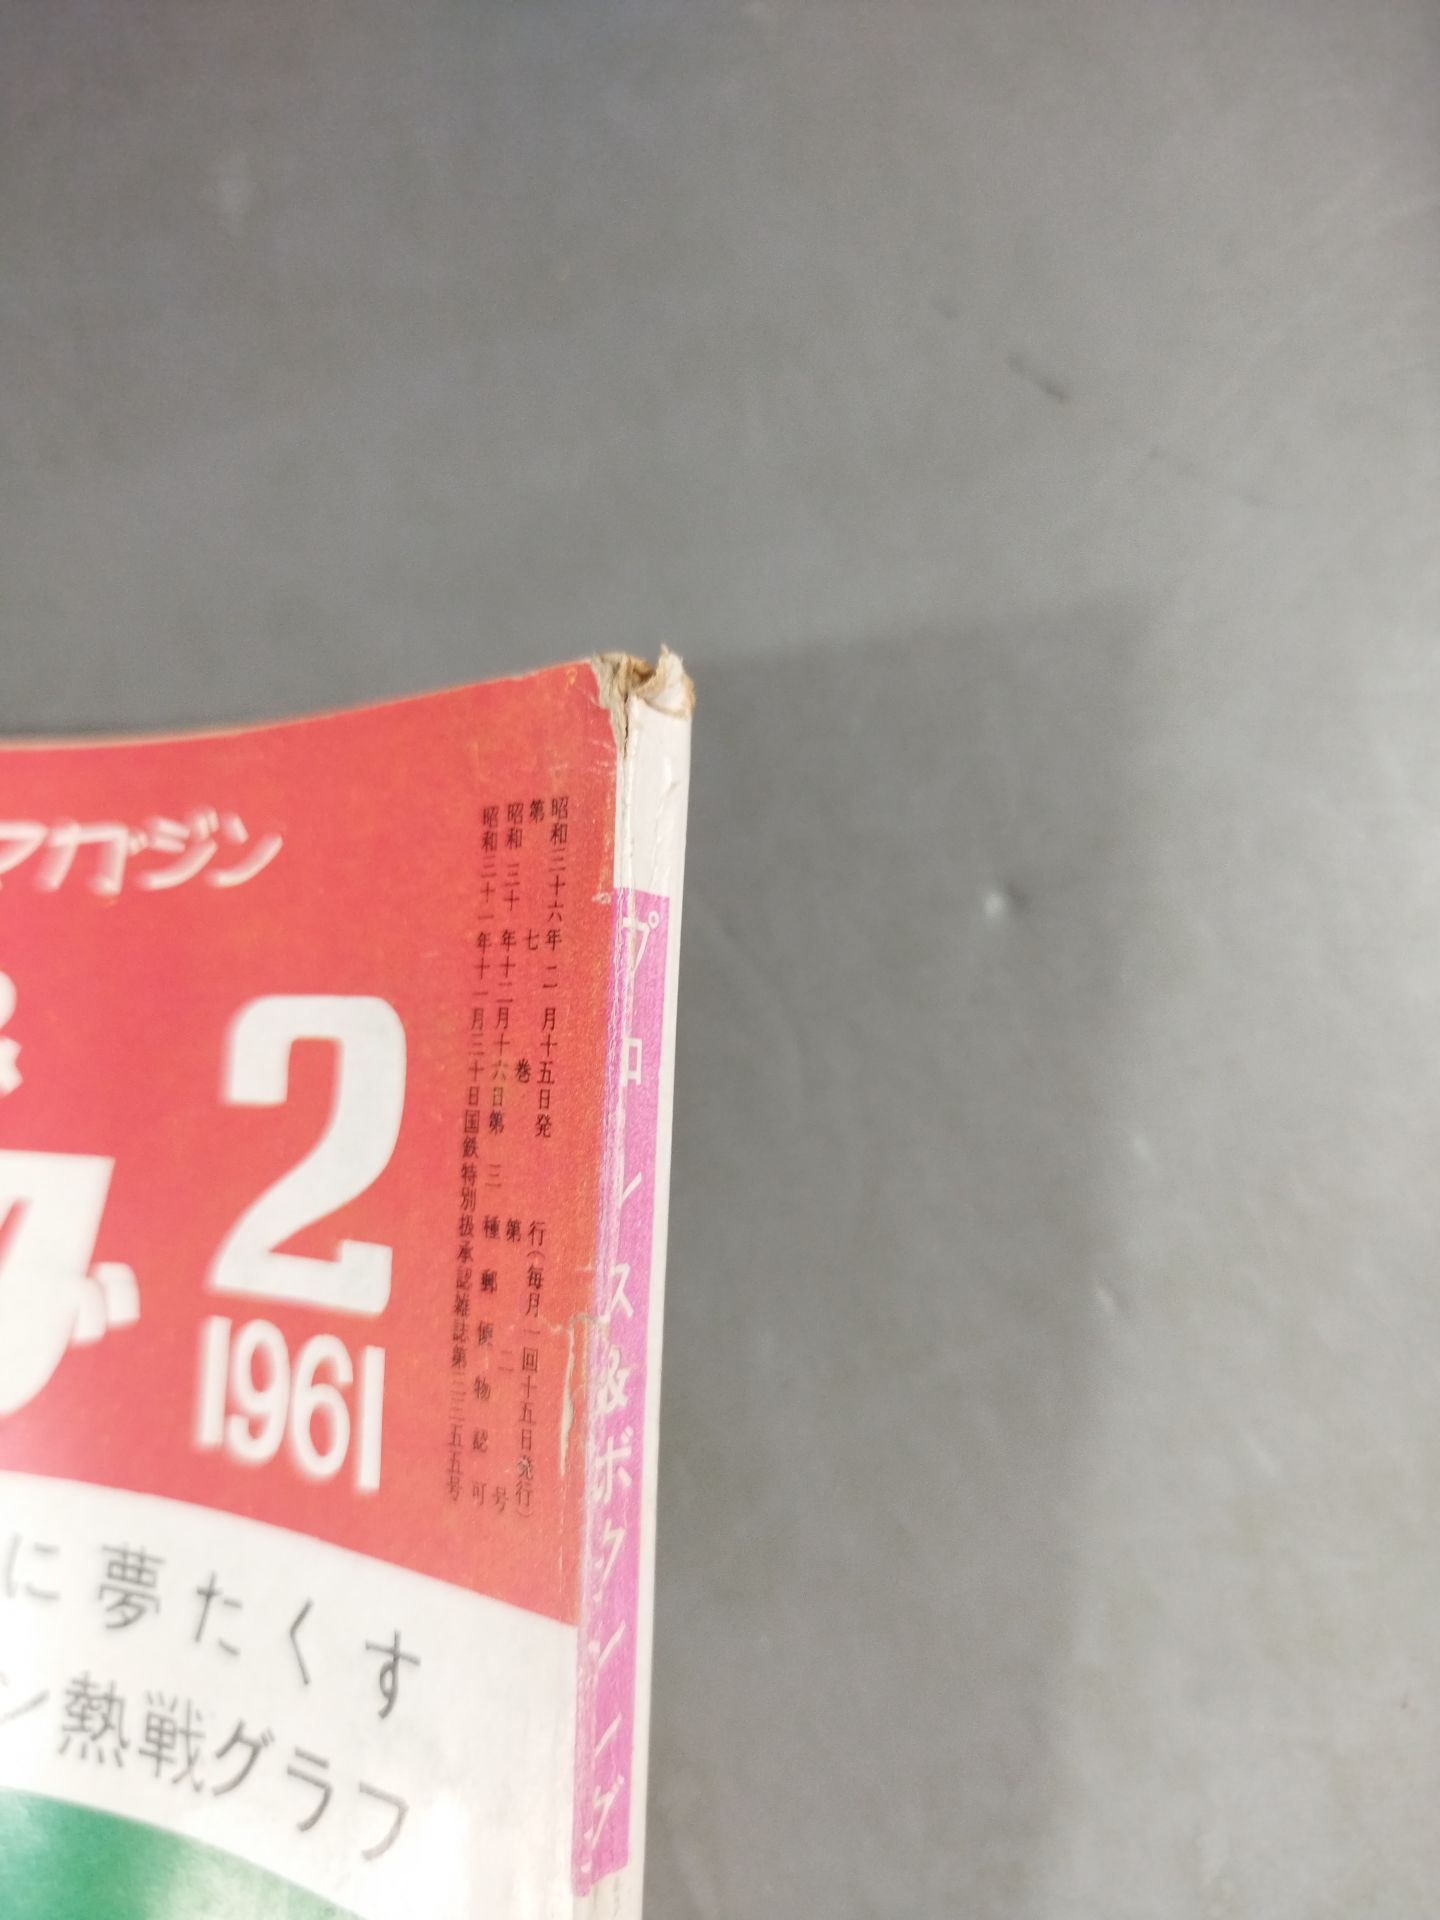 マガジン
&
グ
2
1961
昭和三十六年二月十五日発行(毎月一回十五日発行)
第七巻第二号
昭和三十年十二月十六日第三種郵便物認可
昭和三十一年十一月三十日国鉄特別扱承認雑誌第三三五五号
に夢たくす
ン熱戦グラフ
プロレス&ボクシング